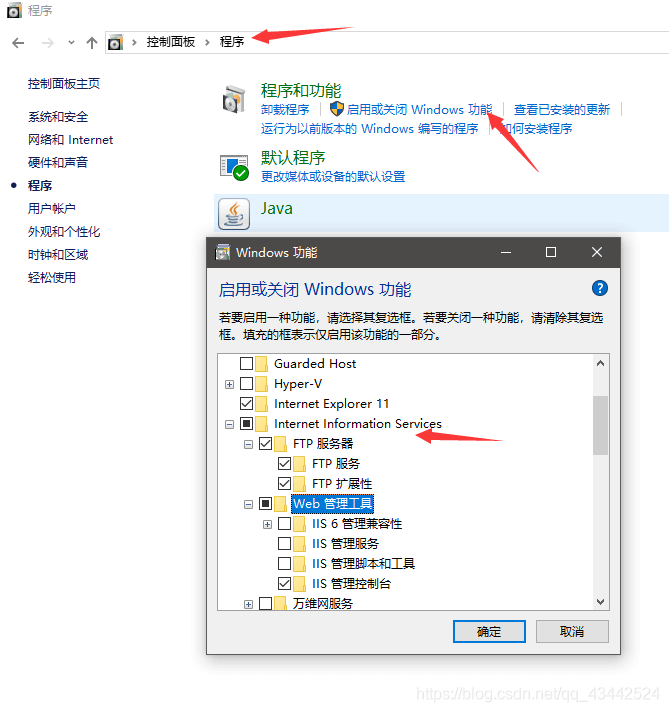 程序
控制面板 › 程序
控制面板主页
系统和安全
网络和 Internet
硬件和声音
程序
用户帐户
外观和个性化
时钟和区域
轻松使用
程序和功能
卸载程序 启用或关闭 Windows 功能 查看已安装的更新
运行为以前版本的 Windows 编写的程序 如何安装程序
默认程序
更改媒体或设备的默认设置
Java
Windows 功能
启用或关闭 Windows 功能
若要启用一种功能，请选择其复选框。若要关闭一种功能，请清除其复选
框。填充的框表示仅启用该功能的一部分。
Guarded Host
Hyper-V
Internet Explorer 11
Internet Information Services
FTP 服务器
FTP 服务
FTP 扩展性
Web 管理工具
IIS 6 管理兼容性
IIS 管理服务
IIS 管理脚本和工具
IIS 管理控制台
万维网服务
确定 取消
https://blog.csdn.net/qq_43442524